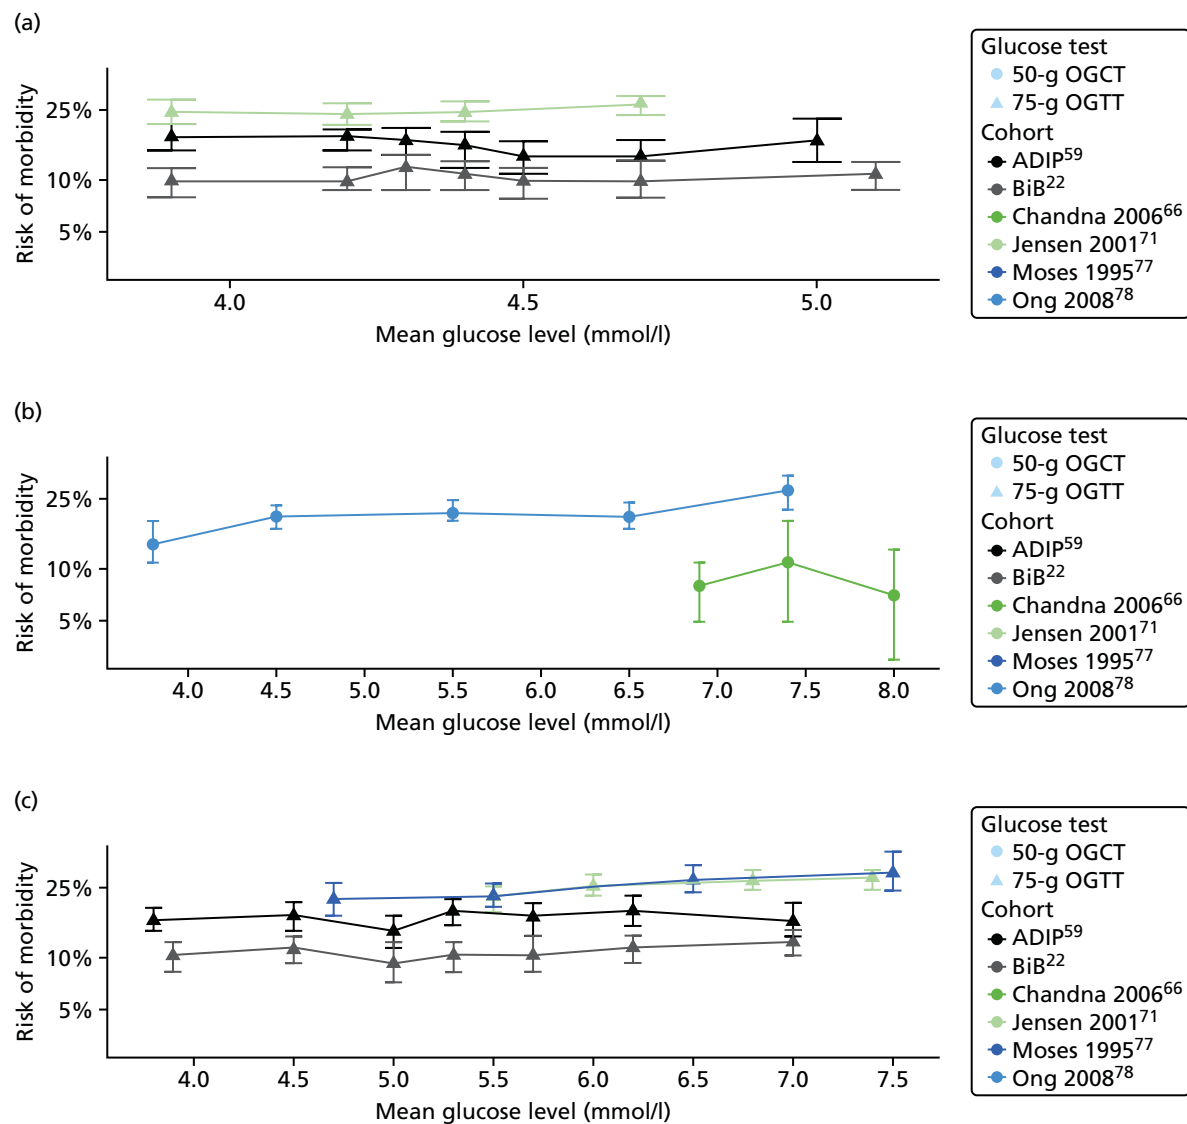 (a)
Risk of morbidity
25%
10%
5%
4.0 4.5 5.0
Mean glucose level (mmol/l)
Glucose test
50-g OGCT
75-g OGTT
Cohort
ADIP59
BiB22
Chandna 200666
Jensen 200171
Moses 199577
Ong 200878
(b)
Risk of morbidity
25%
10%
5%
4.0 4.5 5.0 5.5 6.0 6.5 7.0 7.5 8.0
Mean glucose level (mmol/l)
Glucose test
50-g OGCT
75-g OGTT
Cohort
ADIP59
BiB22
Chandna 200666
Jensen 200171
Moses 199577
Ong 200878
(c)
Risk of morbidity
25%
10%
5%
4.0 4.5 5.0 5.5 6.0 6.5 7.0 7.5
Mean glucose level (mmol/l)
Glucose test
50-g OGCT
75-g OGTT
Cohort
ADIP59
BiB22
Chandna 200666
Jensen 200171
Moses 199577
Ong 200878